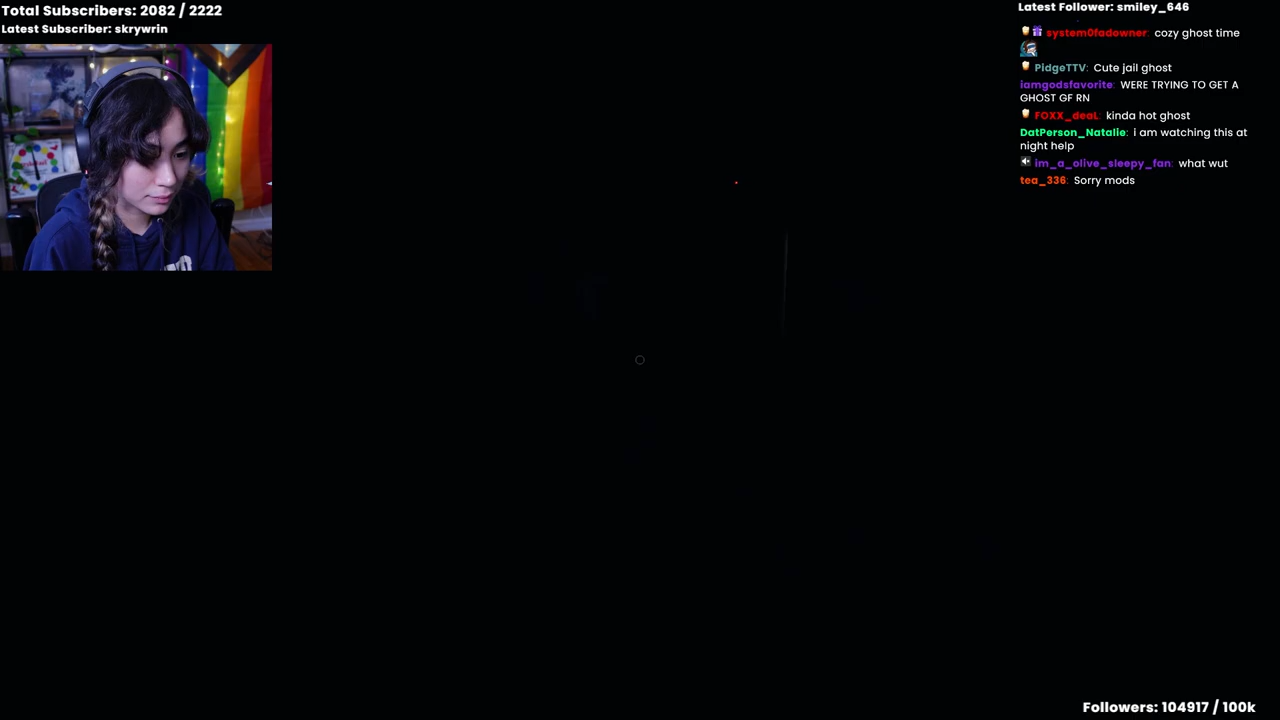 Total Subscribers: 2082 / 2222
Latest Subscriber: skrywrin
Latest Follower: smiley_646
system0fadowner: cozy ghost time
PidgeTTV: Cute jail ghost
iamgodsfavorite: WERE TRYING TO GET A
GHOST GF RN
FOXX_deaL: kinda hot ghost
DatPerson_Natalie: i am watching this at
night help
im_a_olive_sleepy_fan: what wut
tea_336: Sorry mods
Followers: 104917 / 100k